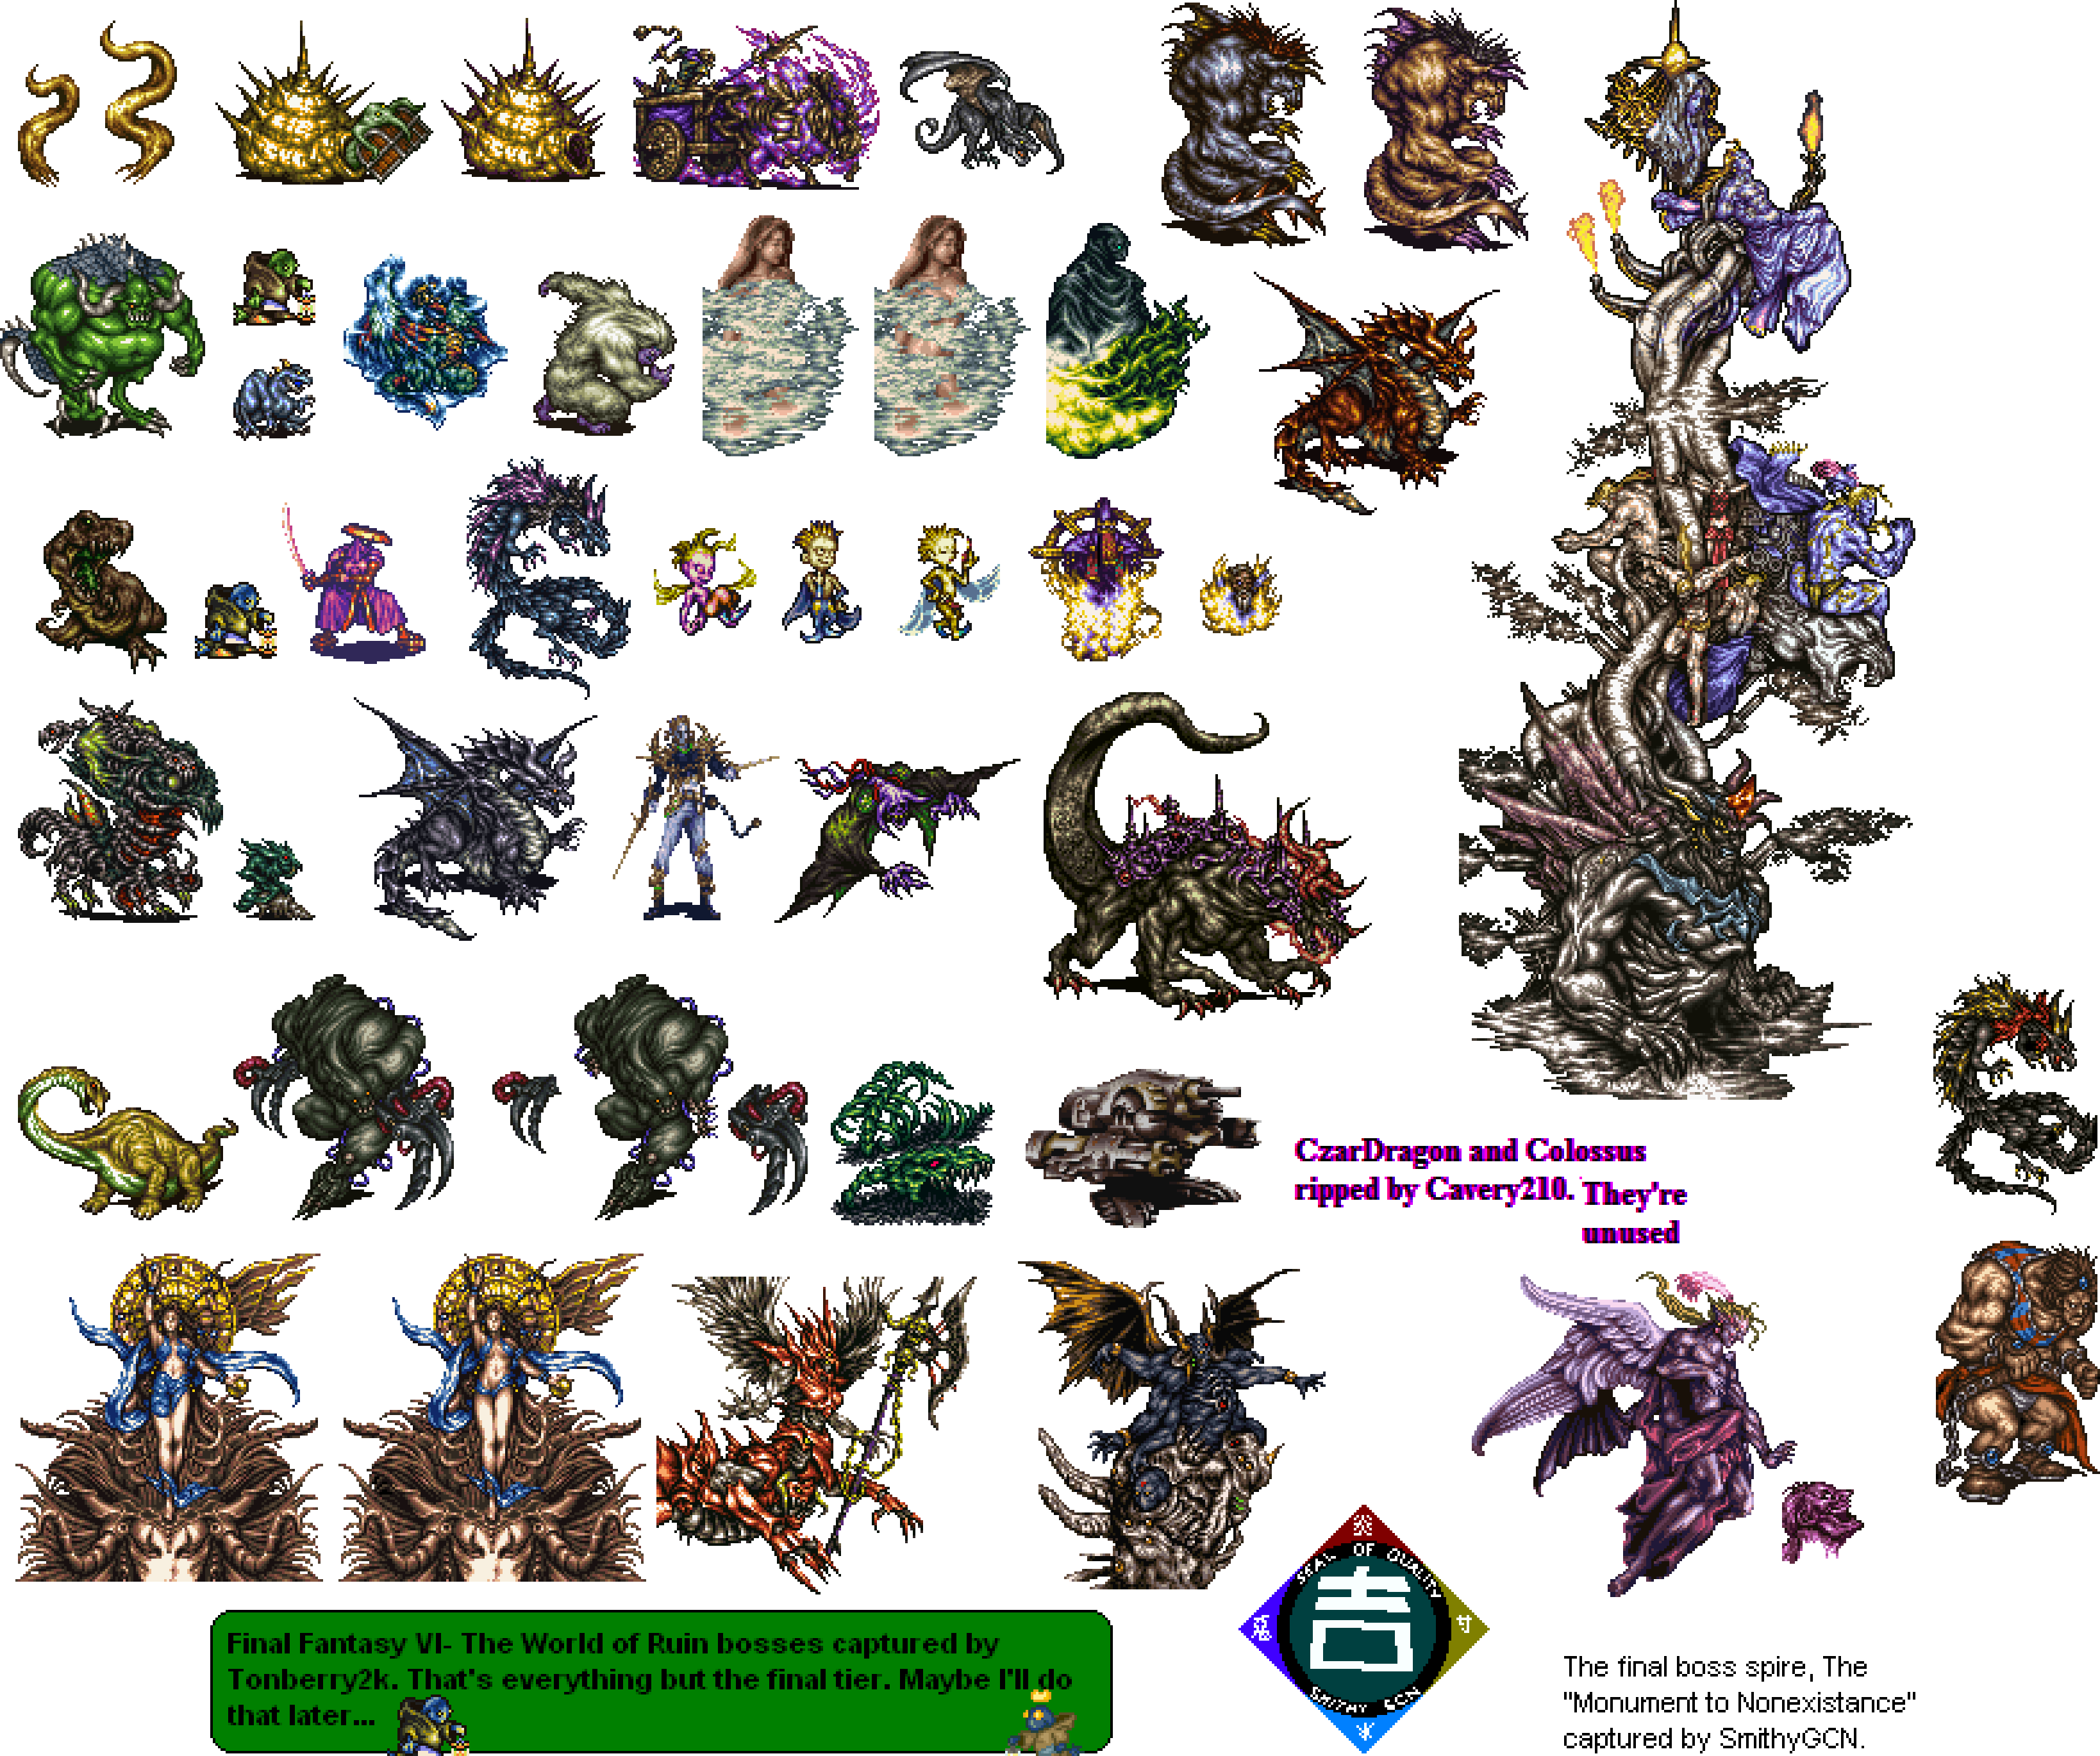 CzarDragon and Colossus
ripped by Cavery210. They're
unused
Final Fantasy VI- The World of Ruin bosses captured by
Tonberry2k. That's everything but the final tier. Maybe I'll do
that later...
炎
SEAL OF QUALITY
吉
SMITHY GCN
The final boss spire, The
"Monument to Nonexistance"
captured by SmithyGCN.